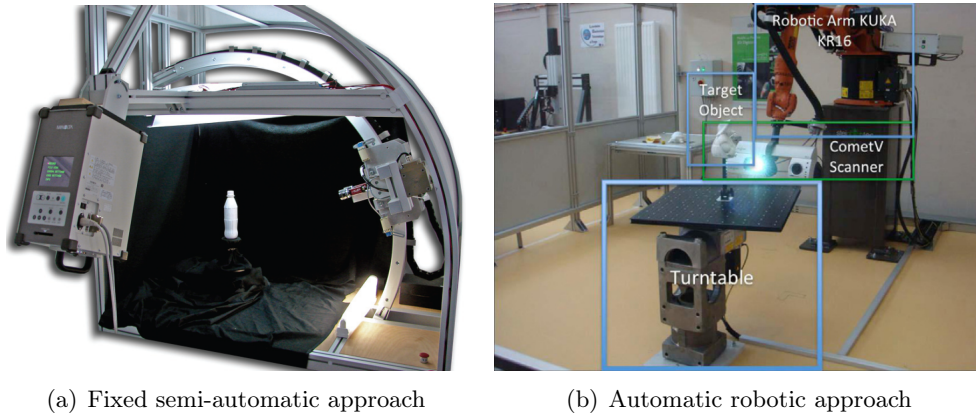 Robotic Arm KUKA
KR16
Target
Object
CometV
Scanner
Turntable
(a) Fixed semi-automatic approach
(b) Automatic robotic approach